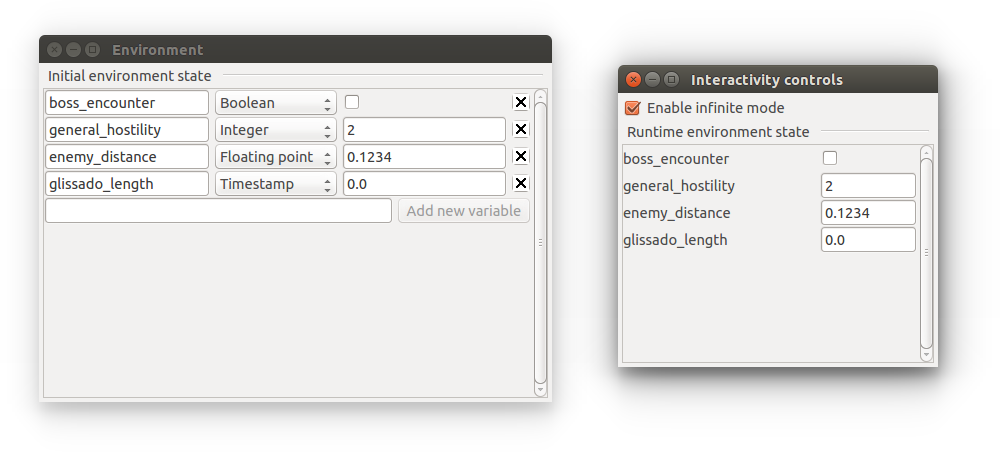 Environment
Initial environment state
boss_encounter Boolean
general_hostility Integer 2
enemy_distance Floating point 0.1234
glissado_length Timestamp 0.0
Add new variable
Interactivity controls
Enable infinite mode
Runtime environment state
boss_encounter
general_hostility 2
enemy_distance 0.1234
glissado_length 0.0